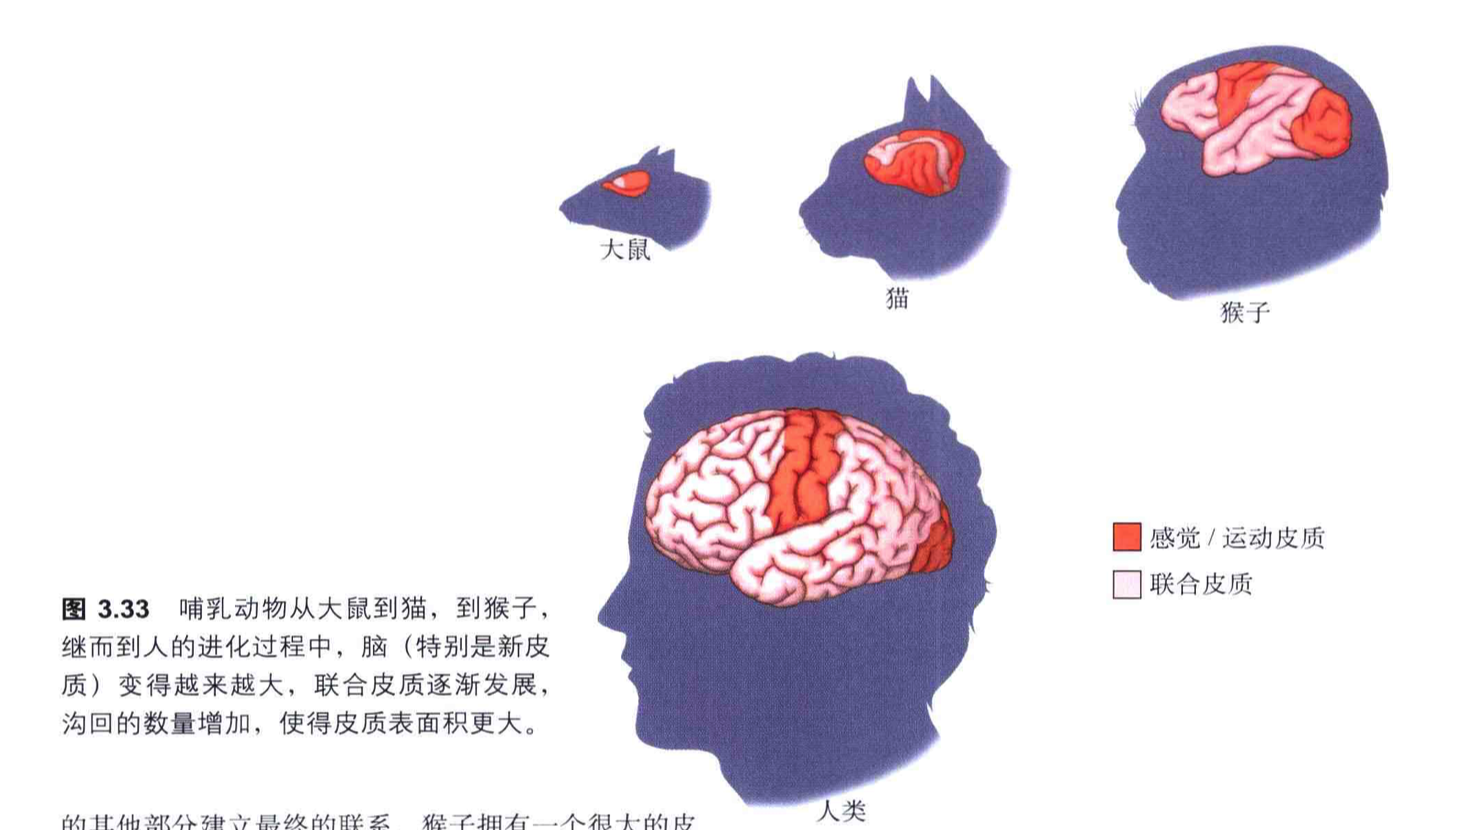 大鼠
猫
猴子
感觉 / 运动皮质
联合皮质
图 3.33 哺乳动物从大鼠到猫，到猴子，
继而到人的进化过程中，脑（特别是新皮
质）变得越来越大，联合皮质逐渐发展，
沟回的数量增加，使得皮质表面积更大。
人类
的其他部分建立最终的联系。猴子拥有一个很大的皮